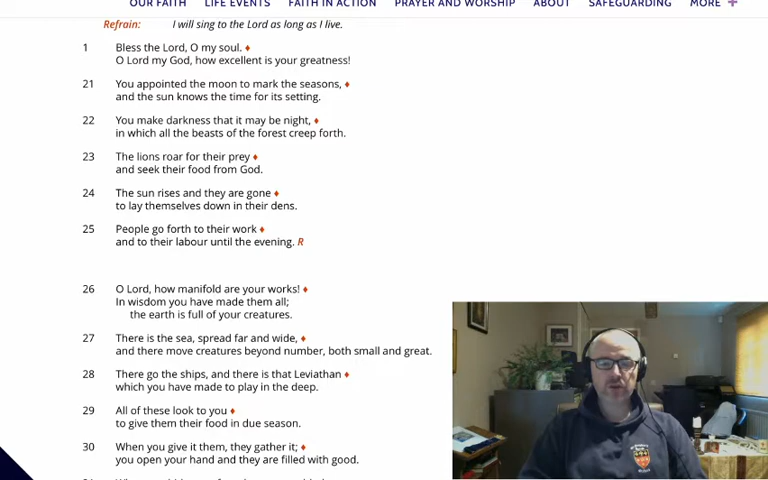 OUR FAITH LIFE EVENTS FAITH IN ACTION PRAYER AND WORSHIP ABOUT SAFEGUARDING MORE +
Refrain: I will sing to the Lord as long as I live.
1 Bless the Lord, O my soul. ♦
O Lord my God, how excellent is your greatness!
21 You appointed the moon to mark the seasons, ♦
and the sun knows the time for its setting.
22 You make darkness that it may be night, ♦
in which all the beasts of the forest creep forth.
23 The lions roar for their prey ♦
and seek their food from God.
24 The sun rises and they are gone ♦
to lay themselves down in their dens.
25 People go forth to their work ♦
and to their labour until the evening. R
26 O Lord, how manifold are your works! ♦
In wisdom you have made them all;
the earth is full of your creatures.
27 There is the sea, spread far and wide, ♦
and there move creatures beyond number, both small and great.
28 There go the ships, and there is that Leviathan ♦
which you have made to play in the deep.
29 All of these look to you ♦
to give them their food in due season.
30 When you give it them, they gather it; ♦
you open your hand and they are filled with good.